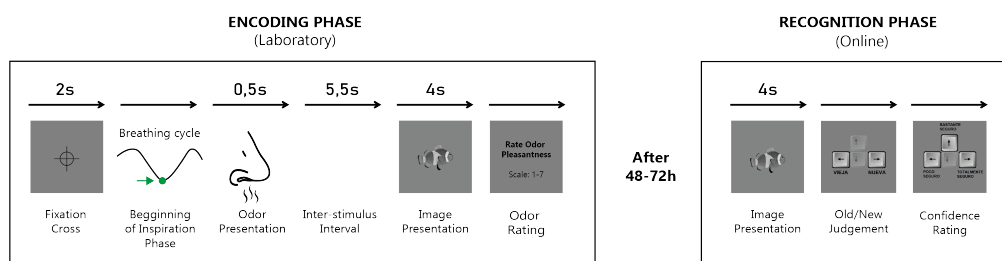 ENCODING PHASE
(Laboratory)
2s
0,5s
5,5s
4s
Breathing cycle
Rate Odor
Pleasantness
Scale: 1-7
Fixation
Cross
Begginning
of Inspiration
Phase
Odor
Presentation
Inter-stimulus
Interval
Image
Presentation
Odor
Rating
After
48-72h
RECOGNITION PHASE
(Online)
4s
VIEJA
NUEVA
BASTANTE
SEGURO
POCO
SEGURO
TOTALMENTE
SEGURO
Image
Presentation
Old/New
Judgement
Confidence
Rating